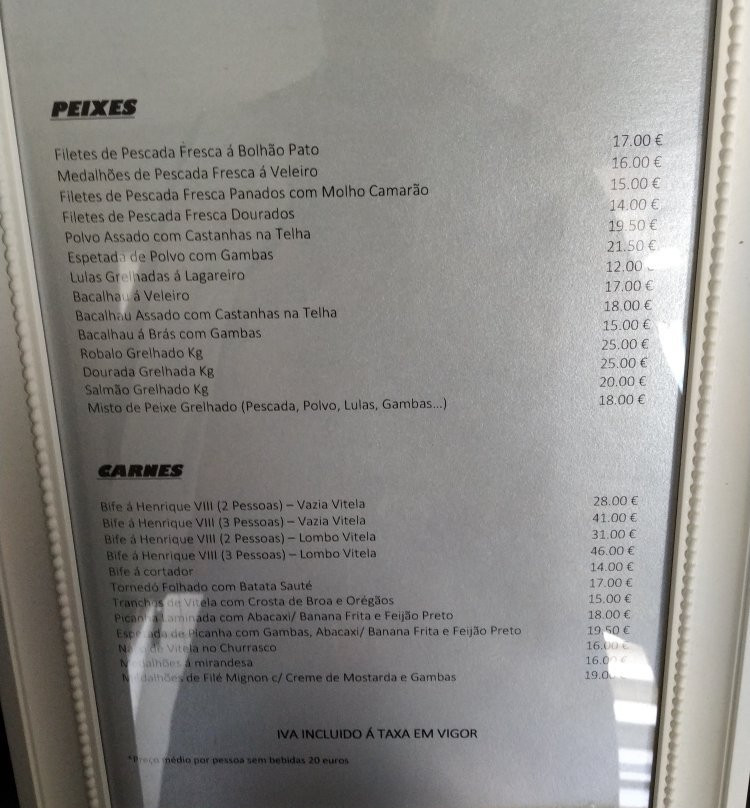 PEIXES
Filetes de Pescada Fresca á Bolhão Pato 17.00 €
Medalhões de Pescada Fresca á Veleiro 16.00 €
Filetes de Pescada Fresca Panados com Molho Camarão 15.00 €
Filetes de Pescada Fresca Dourados 14.00 €
Polvo Assado com Castanhas na Telha 19.50 €
Espetada de Polvo com Gambas 21.50 €
Lulas Grelhadas á Lagareiro 12.00
Bacalhau á Veleiro 17.00 €
Bacalhau Assado com Castanhas na Telha 18.00 €
Bacalhau á Brás com Gambas 15.00 €
Robalo Grelhado Kg 25.00 €
Dourada Grelhada Kg 25.00 €
Salmão Grelhado Kg 20.00 €
Misto de Peixe Grelhado (Pescada, Polvo, Lulas, Gambas...) 18.00 €
CARNES
Bife á Henrique VIII (2 Pessoas) – Vazia Vitela 28.00 €
Bife á Henrique VIII (3 Pessoas) – Vazia Vitela 41.00 €
Bife á Henrique VIII (2 Pessoas) – Lombo Vitela 31.00 €
Bife á Henrique VIII (3 Pessoas) – Lombo Vitela 46.00 €
Bife á cortador 14.00 €
Tornedó Folhado com Batata Sauté 17.00 €
Tranchos de Vitela com Crosta de Broa e Orégãos 15.00 €
Picanha Laminada com Abacaxi/ Banana Frita e Feijão Preto 18.00 €
Espetada de Picanha com Gambas, Abacaxi/ Banana Frita e Feijão Preto 19.50 €
de Vitela no Churrasco 16.00 €
Medalhões á mirandesa 16.00 €
Medalhões de Filé Mignon c/ Creme de Mostarda e Gambas 19.0
IVA INCLUIDO Á TAXA EM VIGOR
*Preço médio por pessoa sem bebidas 20 euros